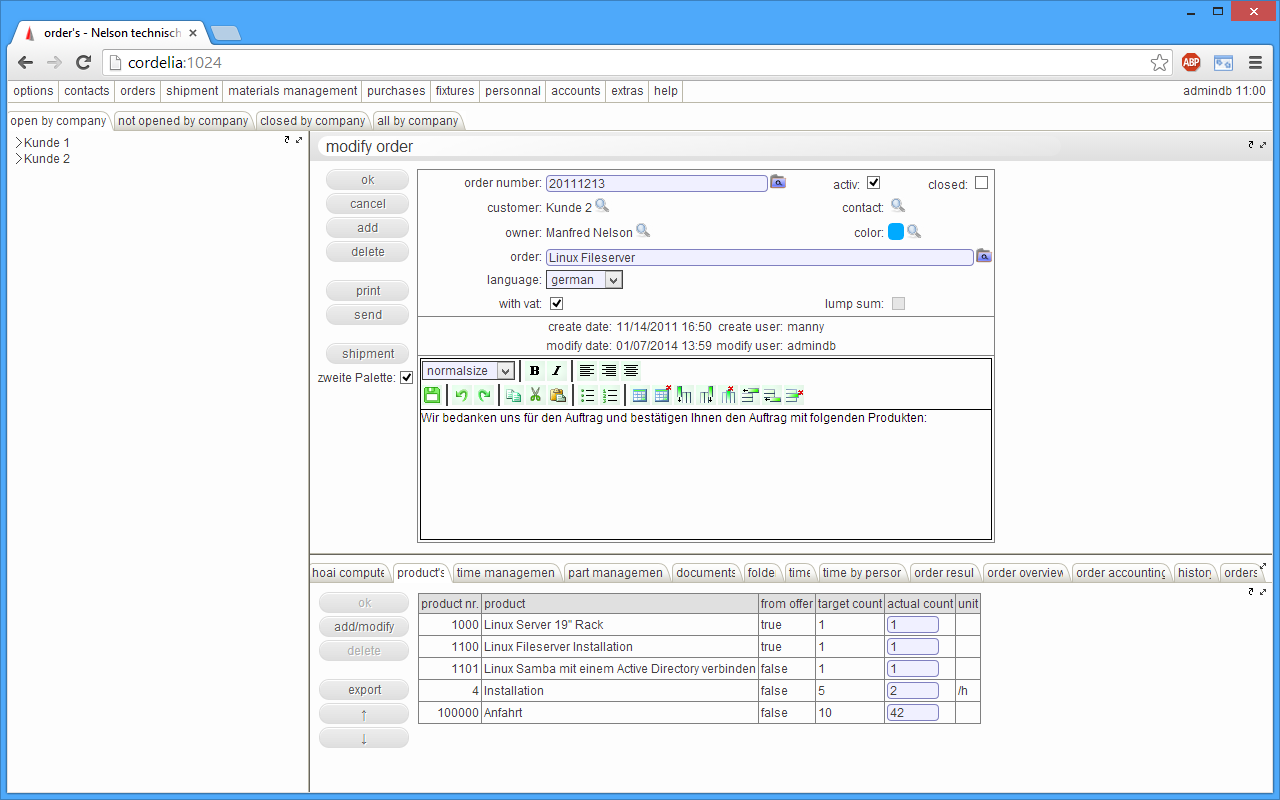 order's - Nelson technisch
cordelia:1024
ABP
options contacts orders shipment materials management purchases fixtures personnal accounts extras help admindb 11:00
open by company not opened by company closed by company all by company
Kunde 1
Kunde 2
modify order
ok
cancel
add
delete
print
send
shipment
zweite Palette:
order number: 20111213 activ: closed:
customer: Kunde 2 contact:
owner: Manfred Nelson color:
order: Linux Fileserver
language: german
with vat: lump sum:
create date: 11/14/2011 16:50 create user: manny
modify date: 01/07/2014 13:59 modify user: admindb
normalsize B I
Wir bedanken uns für den Auftrag und bestätigen Ihnen den Auftrag mit folgenden Produkten:
hoai compute product's time managemen part managemen documents folde time time by person order resul order overview order accounting history orders
ok
add/modify
delete
export
↑
↓
product nr. product from offer target count actual count unit
1000 Linux Server 19" Rack true 1 1
1100 Linux Fileserver Installation true 1 1
1101 Linux Samba mit einem Active Directory verbinden false 1 1
4 Installation false 5 2 /h
100000 Anfahrt false 10 42